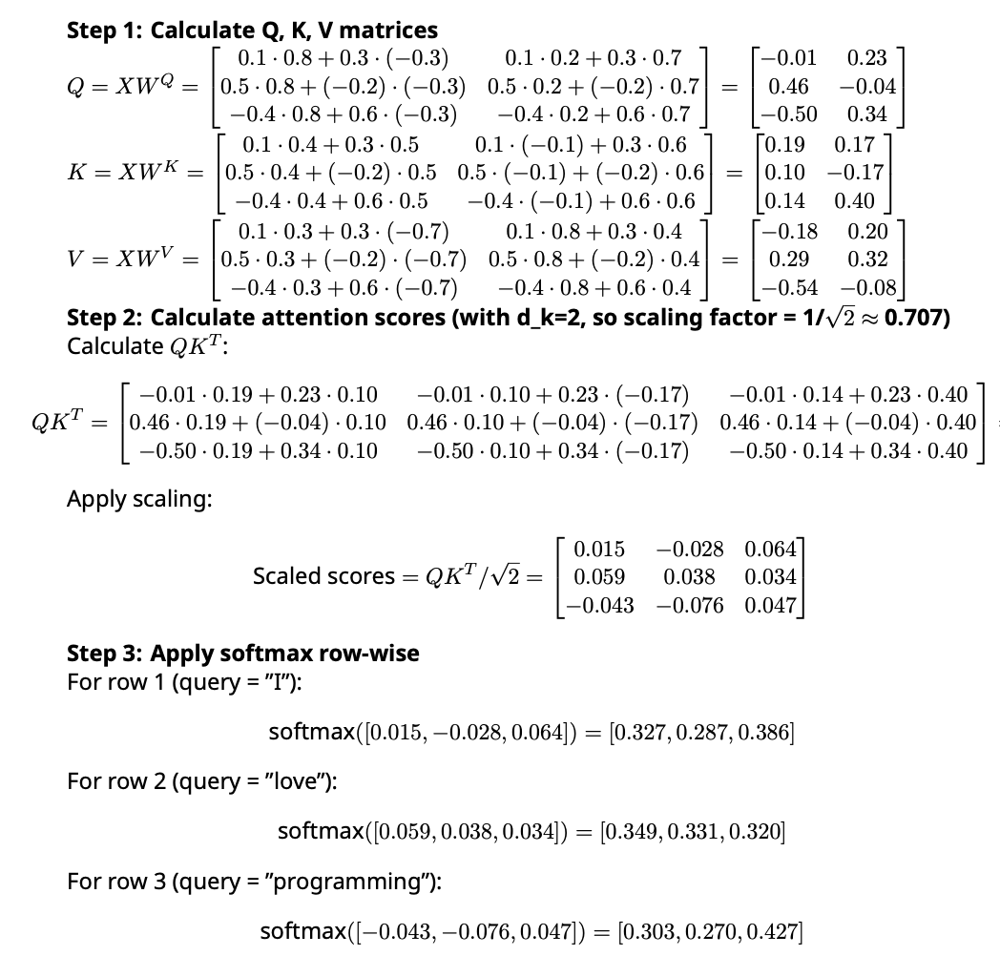 Step 1: Calculate Q, K, V matrices
$Q = XW^Q = \begin{bmatrix} 0.1 \cdot 0.8 + 0.3 \cdot (-0.3) & 0.1 \cdot 0.2 + 0.3 \cdot 0.7 \\ 0.5 \cdot 0.8 + (-0.2) \cdot (-0.3) & 0.5 \cdot 0.2 + (-0.2) \cdot 0.7 \\ -0.4 \cdot 0.8 + 0.6 \cdot (-0.3) & -0.4 \cdot 0.2 + 0.6 \cdot 0.7 \end{bmatrix} = \begin{bmatrix} -0.01 & 0.23 \\ 0.46 & -0.04 \\ -0.50 & 0.34 \end{bmatrix}$
$K = XW^K = \begin{bmatrix} 0.1 \cdot 0.4 + 0.3 \cdot 0.5 & 0.1 \cdot (-0.1) + 0.3 \cdot 0.6 \\ 0.5 \cdot 0.4 + (-0.2) \cdot 0.5 & 0.5 \cdot (-0.1) + (-0.2) \cdot 0.6 \\ -0.4 \cdot 0.4 + 0.6 \cdot 0.5 & -0.4 \cdot (-0.1) + 0.6 \cdot 0.6 \end{bmatrix} = \begin{bmatrix} 0.19 & 0.17 \\ 0.10 & -0.17 \\ 0.14 & 0.40 \end{bmatrix}$
$V = XW^V = \begin{bmatrix} 0.1 \cdot 0.3 + 0.3 \cdot (-0.7) & 0.1 \cdot 0.8 + 0.3 \cdot 0.4 \\ 0.5 \cdot 0.3 + (-0.2) \cdot (-0.7) & 0.5 \cdot 0.8 + (-0.2) \cdot 0.4 \\ -0.4 \cdot 0.3 + 0.6 \cdot (-0.7) & -0.4 \cdot 0.8 + 0.6 \cdot 0.4 \end{bmatrix} = \begin{bmatrix} -0.18 & 0.20 \\ 0.29 & 0.32 \\ -0.54 & -0.08 \end{bmatrix}$
Step 2: Calculate attention scores (with d_k=2, so scaling factor = 1/$\sqrt{2} \approx$ 0.707)
Calculate $QK^T$:
$QK^T = \begin{bmatrix} -0.01 \cdot 0.19 + 0.23 \cdot 0.10 & -0.01 \cdot 0.10 + 0.23 \cdot (-0.17) & -0.01 \cdot 0.14 + 0.23 \cdot 0.40 \\ 0.46 \cdot 0.19 + (-0.04) \cdot 0.10 & 0.46 \cdot 0.10 + (-0.04) \cdot (-0.17) & 0.46 \cdot 0.14 + (-0.04) \cdot 0.40 \\ -0.50 \cdot 0.19 + 0.34 \cdot 0.10 & -0.50 \cdot 0.10 + 0.34 \cdot (-0.17) & -0.50 \cdot 0.14 + 0.34 \cdot 0.40 \end{bmatrix}$
Apply scaling:
Scaled scores $= QK^T/\sqrt{2} = \begin{bmatrix} 0.015 & -0.028 & 0.064 \\ 0.059 & 0.038 & 0.034 \\ -0.043 & -0.076 & 0.047 \end{bmatrix}$
Step 3: Apply softmax row-wise
For row 1 (query = ”I”):
softmax([0.015, −0.028, 0.064]) = [0.327, 0.287, 0.386]
For row 2 (query = ”love”):
softmax([0.059, 0.038, 0.034]) = [0.349, 0.331, 0.320]
For row 3 (query = ”programming”):
softmax([−0.043, −0.076, 0.047]) = [0.303, 0.270, 0.427]